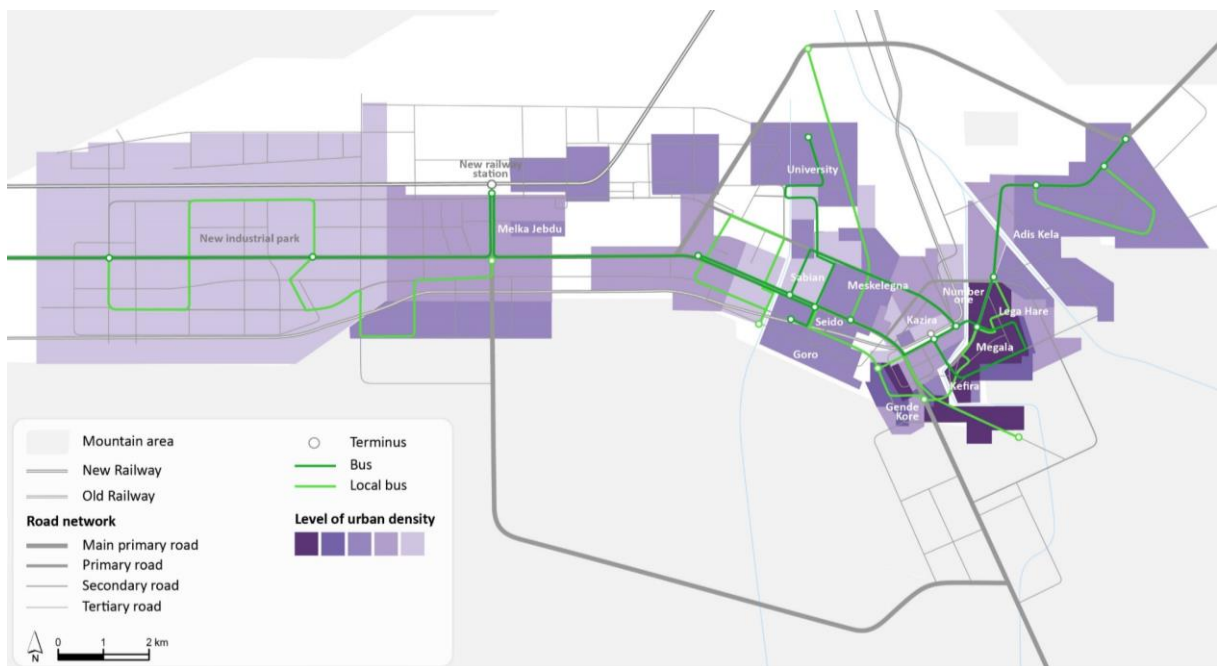 New railway
station
University
Melka Jebdu
New industrial park
Adis Kela
Sabian
Meskelegna
Number
one
Lega Hare
Kazira
Seido
Megala
Goro
Kefira
Gende
Kore
Mountain area
New Railway
Old Railway
Road network
Main primary road
Primary road
Secondary road
Tertiary road
Terminus
Bus
Local bus
Level of urban density
N
0 1 2 km